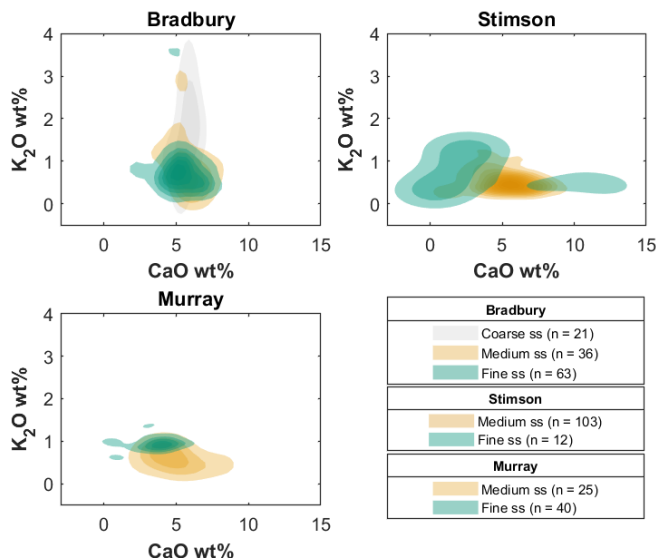 Bradbury
4
3
2
1
0
K2O wt%
0
5
10
15
CaO wt%
Stimson
4
3
2
1
0
K2O wt%
0
5
10
15
CaO wt%
Murray
4
3
2
1
0
K2O wt%
0
5
10
15
CaO wt%
Bradbury
Coarse ss (n = 21)
Medium ss (n = 36)
Fine ss (n = 63)
Stimson
Medium ss (n = 103)
Fine ss (n = 12)
Murray
Medium ss (n = 25)
Fine ss (n = 40)